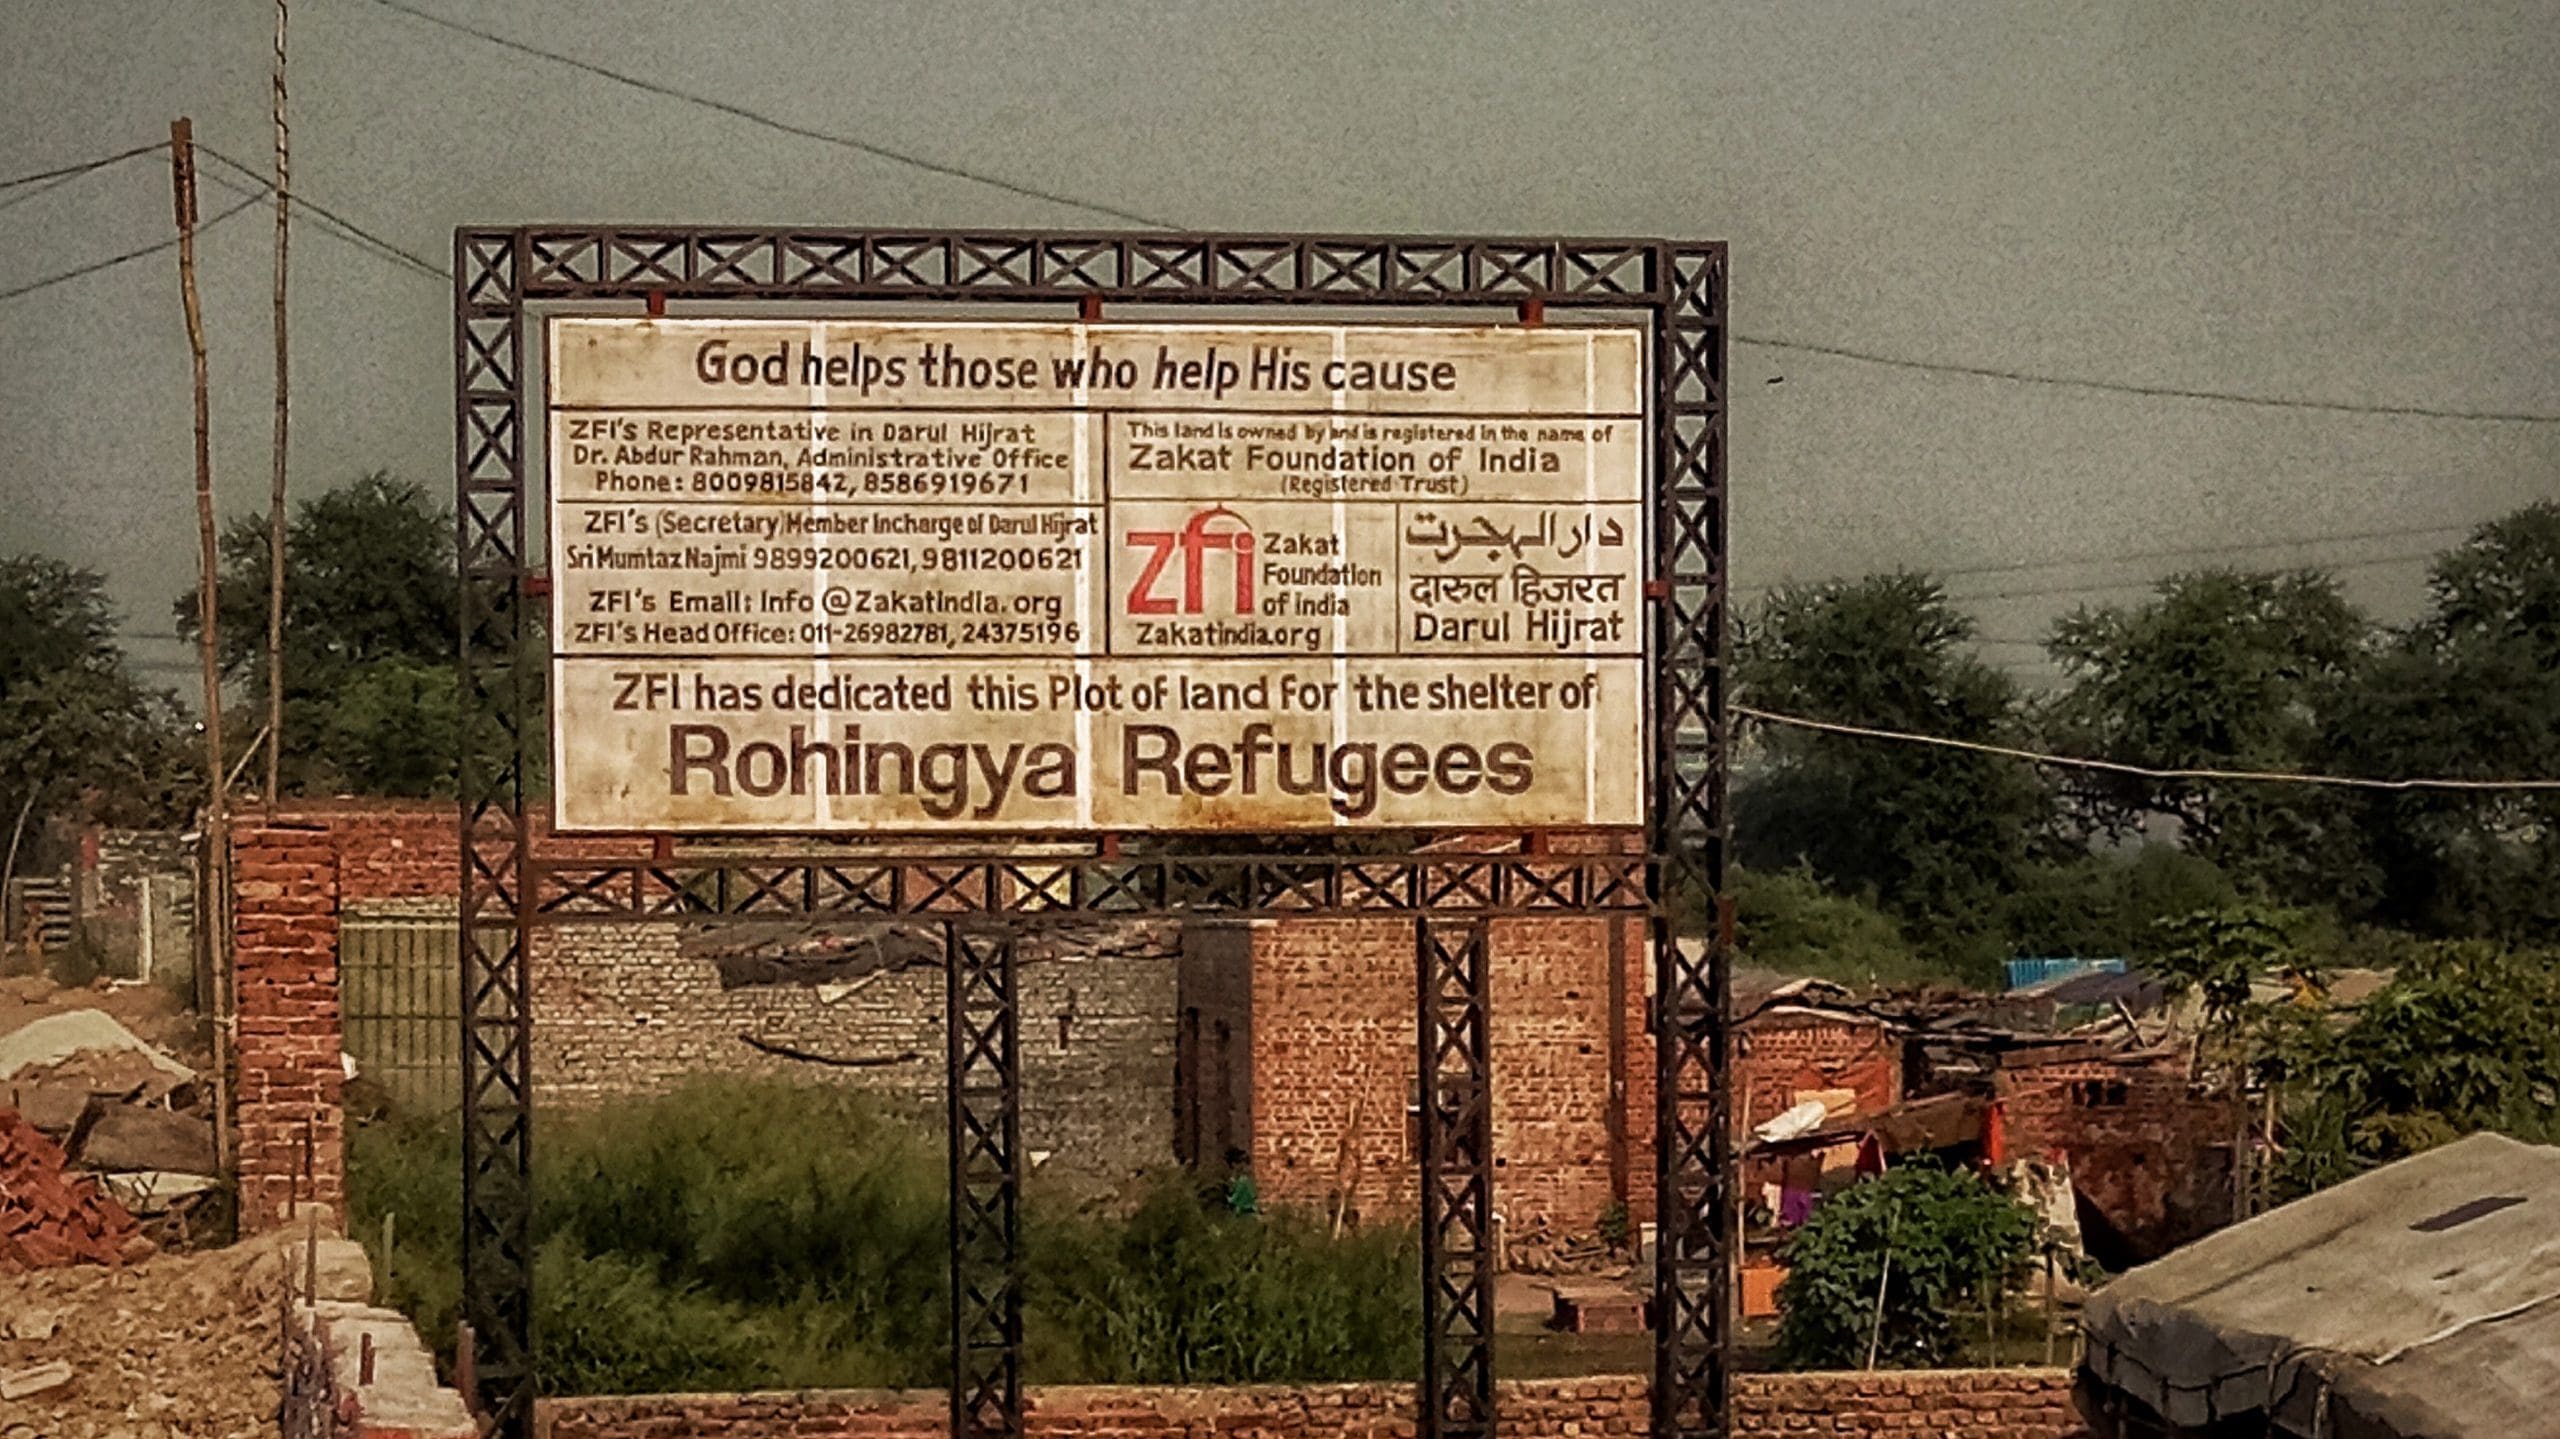 God helps those who help His cause
ZFI's Representative in Darul Hijrat
Dr. Abdur Rahman, Administrative Office
Phone: 8009815842, 8586919671
ZFI's (Secretary) Member Incharge of Darul Hijrat
Sri Mumtaz Najmi 9899200621, 9811200621
ZFI's Email: Info@Zakatindia.org
ZFI's Head Office: 011-26982781, 24375196
This land is owned by and is registered in the name of
Zakat Foundation of India
(Registered Trust)
zfi
Zakat
Foundation
of india
Zakatindia.org
دار الہجرت
दारुल हिजरत
Darul Hijrat
ZFI has dedicated this Plot of land for the shelter of
Rohingya Refugees